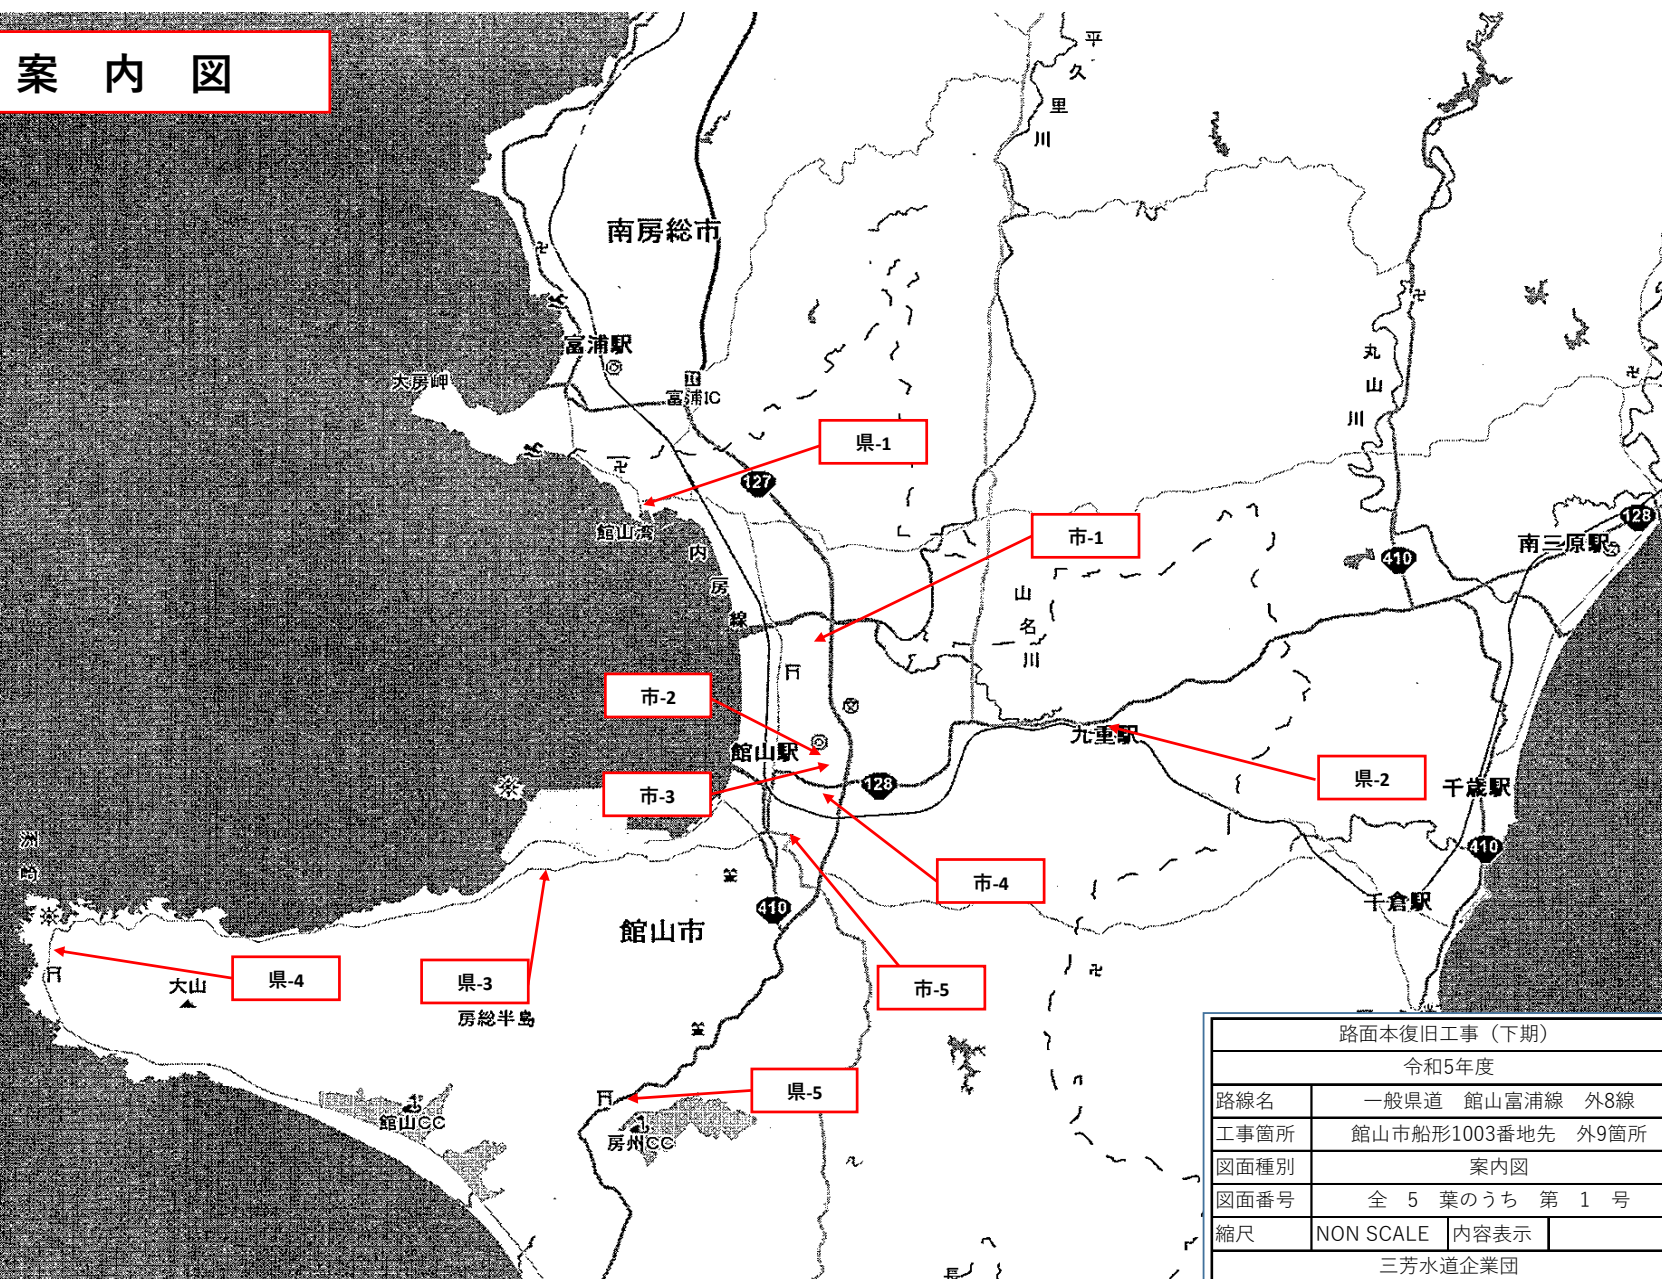 案 内 図
平
久
里
川
南房総市
富浦駅
大房岬
富浦IC
県-1
127
館山湾
内
房
線
市-1
丸
山
川
128
南三原駅
410
山
名
川
市-2
館山駅
九重駅
市-3
128
県-2
千歳駅
洲
崎
市-4
410
410
千倉駅
館山市
県-4
県-3
市-5
大山
房総半島
県-5
館山CC
房州CC
長
路面本復旧工事（下期）
令和5年度
路線名 一般県道 館山富浦線 外8線
工事箇所 館山市船形1003番地先 外9箇所
図面種別 案内図
図面番号 全 5 葉のうち 第 1 号
縮尺 NON SCALE 内容表示
三芳水道企業団